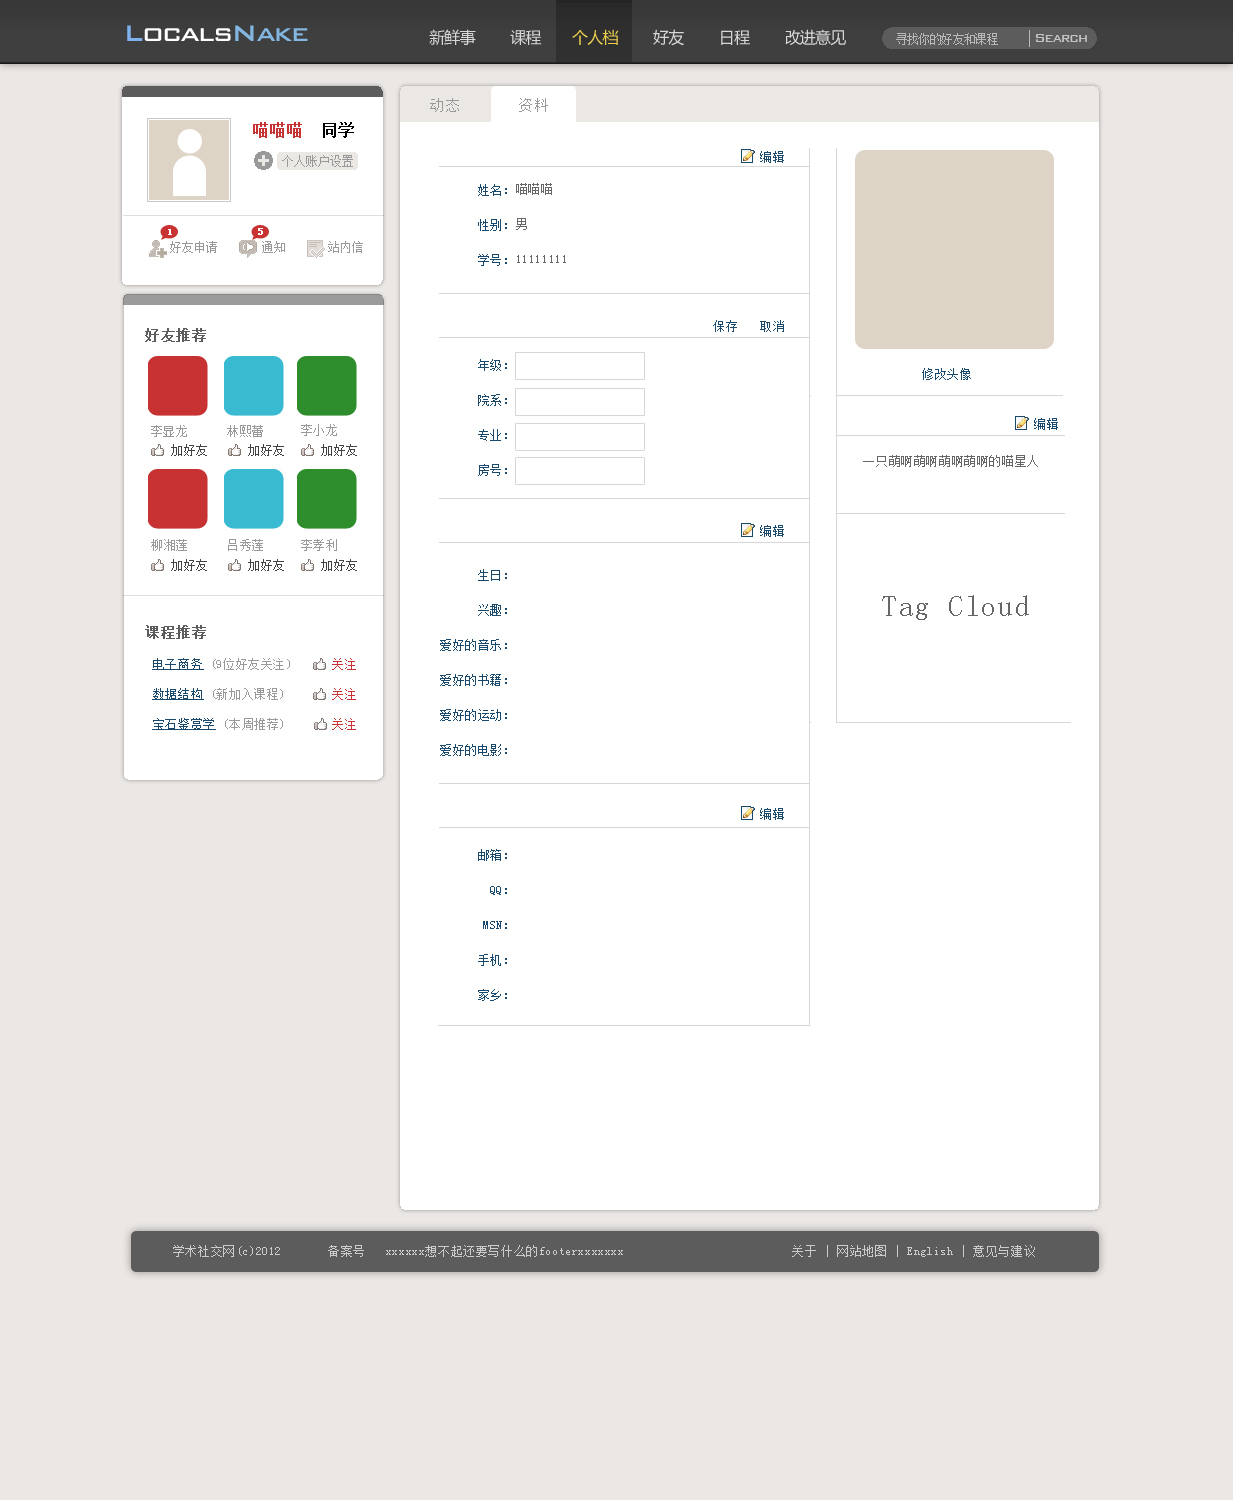 LocalSNake 新鲜事 课程 个人档 好友 日程 改进意见 寻找你的好友和课程 Search
喵喵喵 同学
个人账户设置
1 好友申请 5 通知 站内信
好友推荐
李显龙 林熙蕾 李小龙
加好友 加好友 加好友
柳湘莲 吕秀莲 李孝利
加好友 加好友 加好友
课程推荐
电子商务 (9位好友关注) 关注
数据结构 (新加入课程) 关注
宝石鉴赏学 (本周推荐) 关注
动态 资料
编辑
姓名：喵喵喵
性别：男
学号：11111111
保存 取消
年级：
院系：
专业：
房号：
编辑
生日：
兴趣：
爱好的音乐：
爱好的书籍：
爱好的运动：
爱好的电影：
编辑
邮箱：
QQ：
MSN：
手机：
家乡：
修改头像
编辑
一只萌啊萌啊萌啊萌啊的喵星人
Tag Cloud
学术社交网(c)2012 备案号 xxxxxx想不起还要写什么的footerxxxxxxx 关于 | 网站地图 | English | 意见与建议